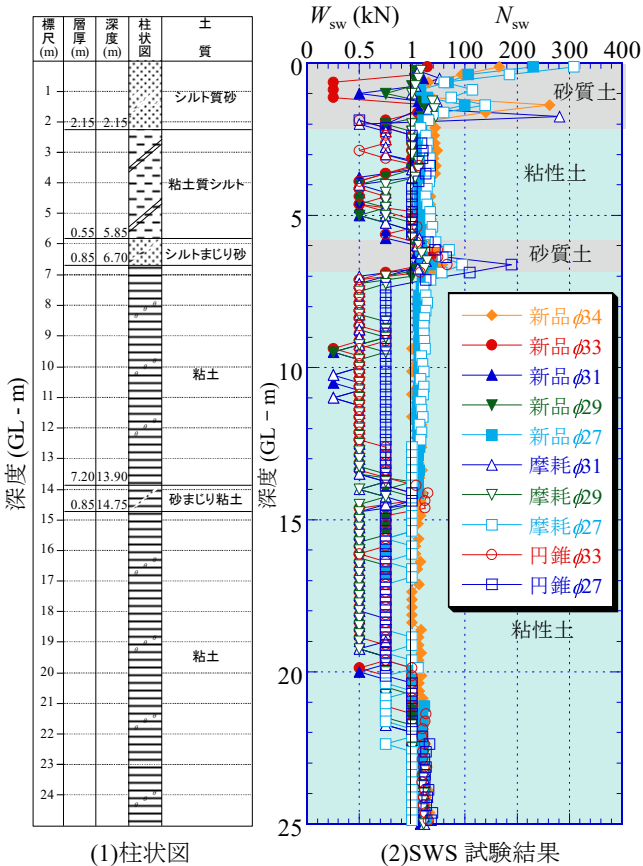 標尺(m) 層厚(m) 深度(m) 柱状図 土質
1
2
3
4
5
6
7
8
9
10
11
12
13
14
15
16
17
18
19
20
21
22
23
24
2.15 2.15
0.55 5.85
0.85 6.70
7.20 13.90
0.85 14.75
シルト質砂
粘土質シルト
シルトまじり砂
粘土
砂まじり粘土
粘土
深度 (GL - m)
(1)柱状図
Wsw (kN) Nsw
0 0.5 1 100 200 300 400
0
5
10
15
20
25
深度 (GL - m)
砂質土
粘性土
砂質土
新品ϕ34
新品ϕ33
新品ϕ31
新品ϕ29
新品ϕ27
摩耗ϕ31
摩耗ϕ29
摩耗ϕ27
円錐ϕ33
円錐ϕ27
粘性土
(2)SWS 試験結果